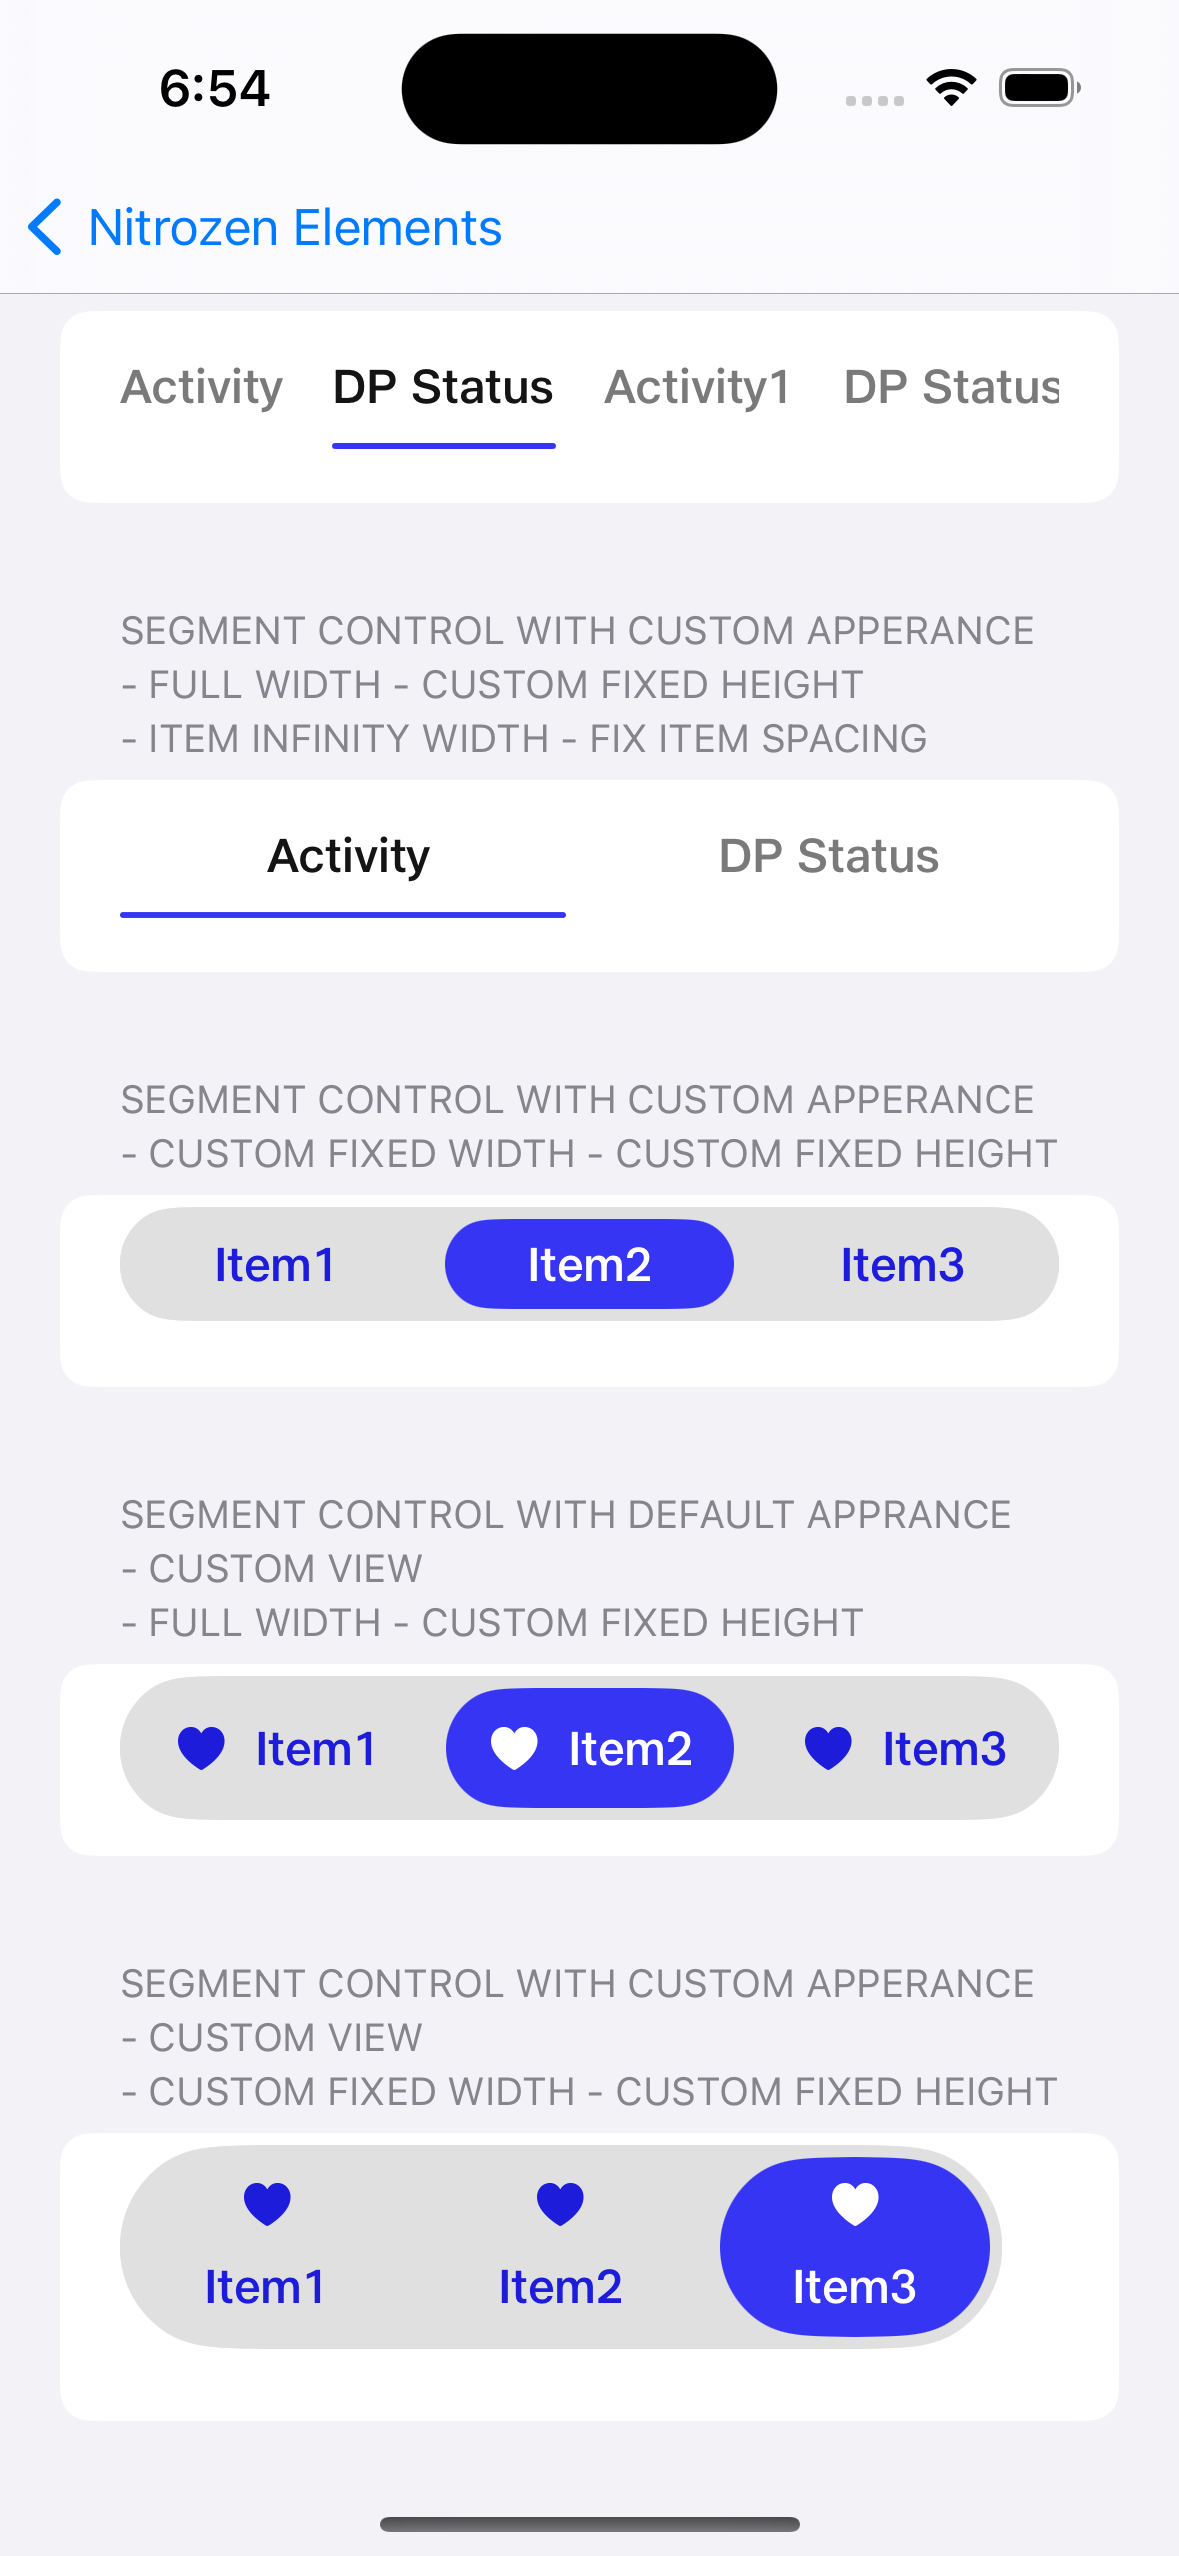 6:54
Nitrozen Elements
Activity DP Status Activity1 DP Status
SEGMENT CONTROL WITH CUSTOM APPERANCE
- FULL WIDTH - CUSTOM FIXED HEIGHT
- ITEM INFINITY WIDTH - FIX ITEM SPACING
Activity DP Status
SEGMENT CONTROL WITH CUSTOM APPERANCE
- CUSTOM FIXED WIDTH - CUSTOM FIXED HEIGHT
Item1 Item2 Item3
SEGMENT CONTROL WITH DEFAULT APPRANCE
- CUSTOM VIEW
- FULL WIDTH - CUSTOM FIXED HEIGHT
Item1 Item2 Item3
SEGMENT CONTROL WITH CUSTOM APPERANCE
- CUSTOM VIEW
- CUSTOM FIXED WIDTH - CUSTOM FIXED HEIGHT
Item1 Item2 Item3